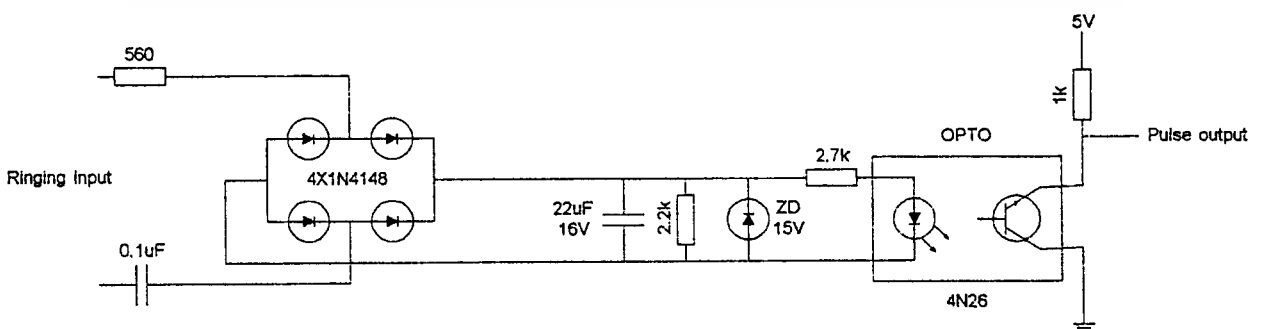 5V
560
1k
OPTO
Pulse output
2.7k
Ringing Input
4X1N4148
22uF
16V
2.2k
ZD
15V
0.1uF
4N26